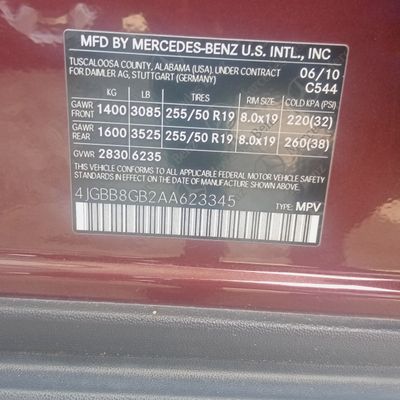 MFD BY MERCEDES-BENZ U.S. INTL., INC
TUSCALOOSA COUNTY, ALABAMA (USA). UNDER CONTRACT 06/10
FOR DAIMLER AG, STUTTGART (GERMANY) C544
KG LB TIRES RIM SIZE COLD KPA (PSI)
GAWR FRONT 1400 3085 255/50 R19 8.0x19 220(32)
GAWR REAR 1600 3525 255/50 R19 8.0x19 260(38)
GVWR 2830 6235
THIS VEHICLE CONFORMS TO ALL APPLICABLE FEDERAL MOTOR VEHICLE SAFETY
STANDARDS IN EFFECT ON THE DATE OF MANUFACTURE SHOWN ABOVE.
4JGBB8GB2AA623345 TYPE: MPV